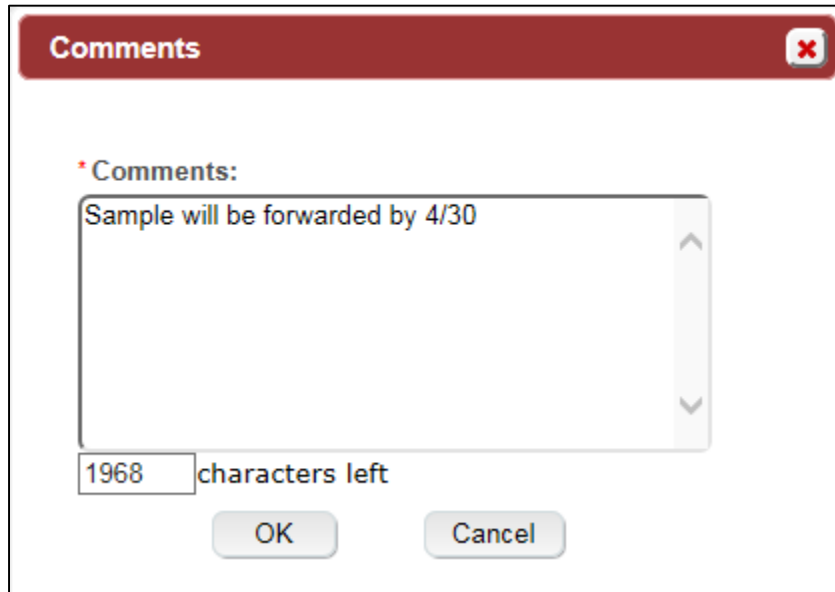 Comments
*Comments:
Sample will be forwarded by 4/30
1968 characters left
OK Cancel